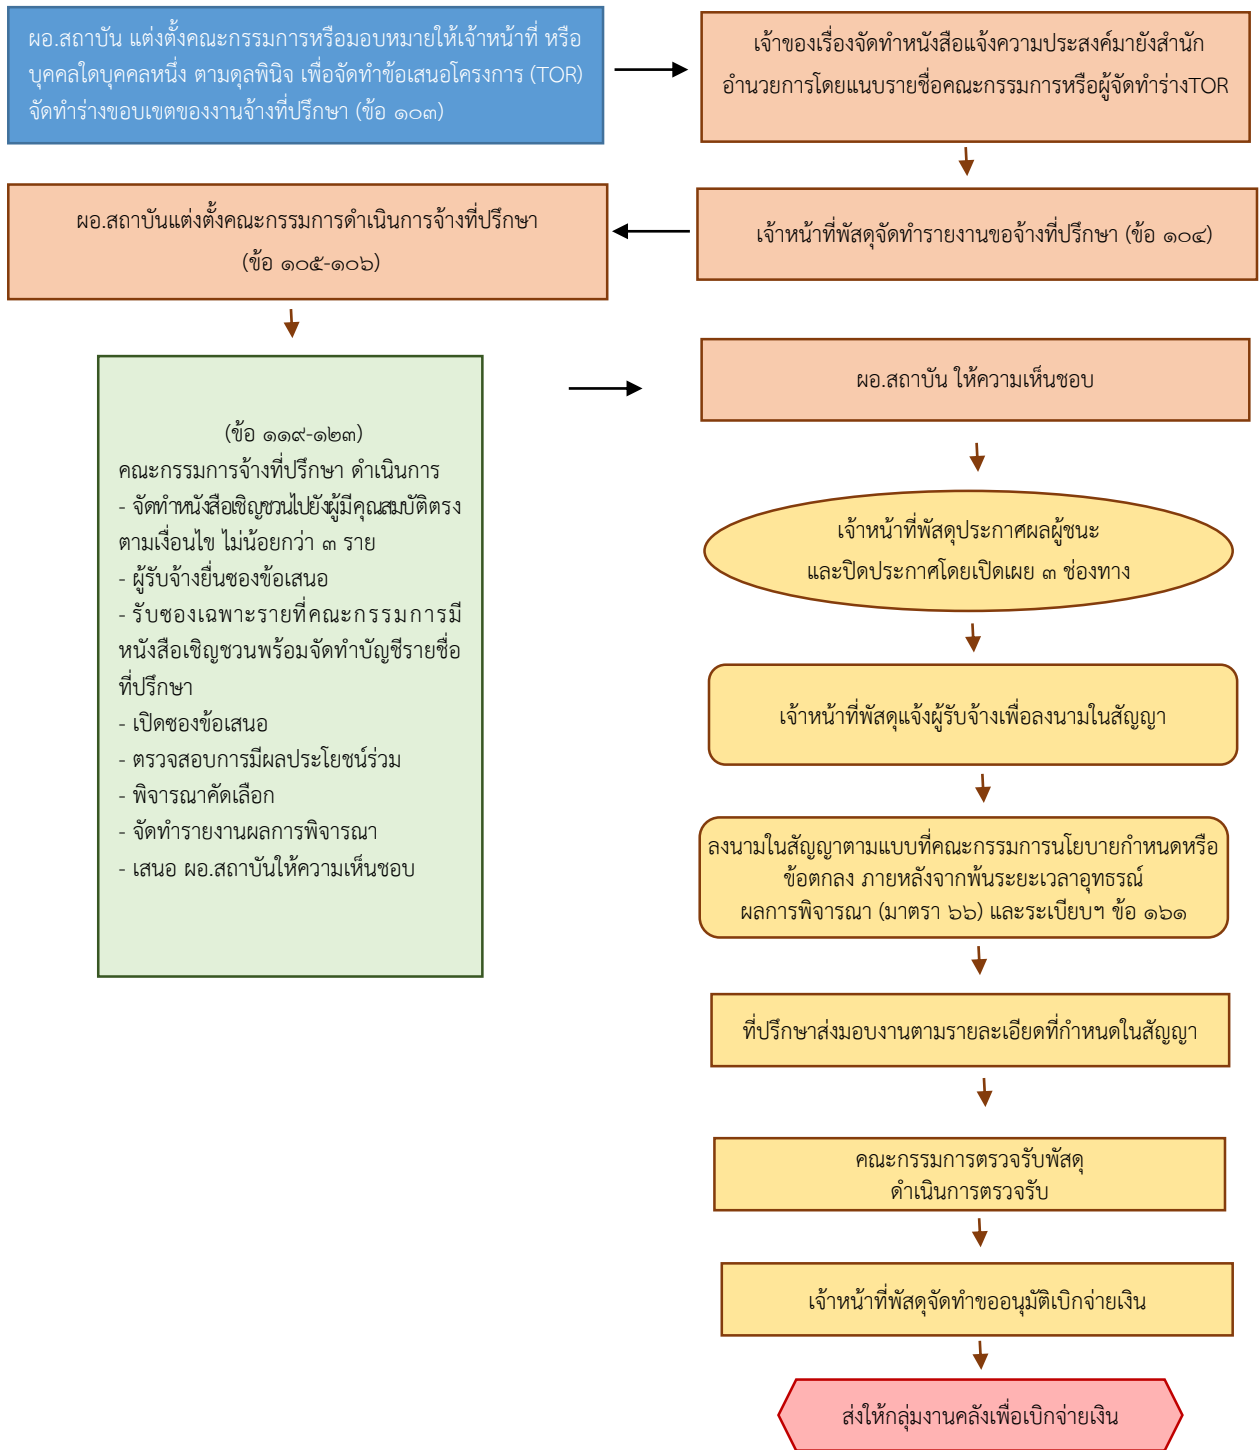 ผอ.สถาบัน แต่งตั้งคณะกรรมการหรือมอบหมายให้เจ้าหน้าที่ หรือ
บุคคลใดบุคคลหนึ่ง ตามดุลพินิจ เพื่อจัดทำข้อเสนอโครงการ (TOR)
จัดทำร่างขอบเขตของงานจ้างที่ปรึกษา (ข้อ ๑๐๓)
เจ้าของเรื่องจัดทำหนังสือแจ้งความประสงค์มายังสำนัก
อำนวยการโดยแนบรายชื่อคณะกรรมการหรือผู้จัดทำร่างTOR
เจ้าหน้าที่พัสดุจัดทำรายงานขอจ้างที่ปรึกษา (ข้อ ๑๐๔)
ผอ.สถาบันแต่งตั้งคณะกรรมการดำเนินการจ้างที่ปรึกษา
(ข้อ ๑๐๕-๑๐๖)
(ข้อ ๑๑๙-๑๒๓)
คณะกรรมการจ้างที่ปรึกษา ดำเนินการ
- จัดทำหนังสือเชิญชวนไปยังผู้มีคุณสมบัติตรง
ตามเงื่อนไข ไม่น้อยกว่า ๓ ราย
- ผู้รับจ้างยื่นซองข้อเสนอ
- รับซองเฉพาะรายที่คณะกรรมการมี
หนังสือเชิญชวนพร้อมจัดทำบัญชีรายชื่อ
ที่ปรึกษา
- เปิดซองข้อเสนอ
- ตรวจสอบการมีผลประโยชน์ร่วม
- พิจารณาคัดเลือก
- จัดทำรายงานผลการพิจารณา
- เสนอ ผอ.สถาบันให้ความเห็นชอบ
ผอ.สถาบัน ให้ความเห็นชอบ
เจ้าหน้าที่พัสดุประกาศผลผู้ชนะ
และปิดประกาศโดยเปิดเผย ๓ ช่องทาง
เจ้าหน้าที่พัสดุแจ้งผู้รับจ้างเพื่อลงนามในสัญญา
ลงนามในสัญญาตามแบบที่คณะกรรมการนโยบายกำหนดหรือ
ข้อตกลง ภายหลังจากพ้นระยะเวลาอุทธรณ์
ผลการพิจารณา (มาตรา ๖๖) และระเบียบฯ ข้อ ๑๖๑
ที่ปรึกษาส่งมอบงานตามรายละเอียดที่กำหนดในสัญญา
คณะกรรมการตรวจรับพัสดุ
ดำเนินการตรวจรับ
เจ้าหน้าที่พัสดุจัดทำขออนุมัติเบิกจ่ายเงิน
ส่งให้กลุ่มงานคลังเพื่อเบิกจ่ายเงิน